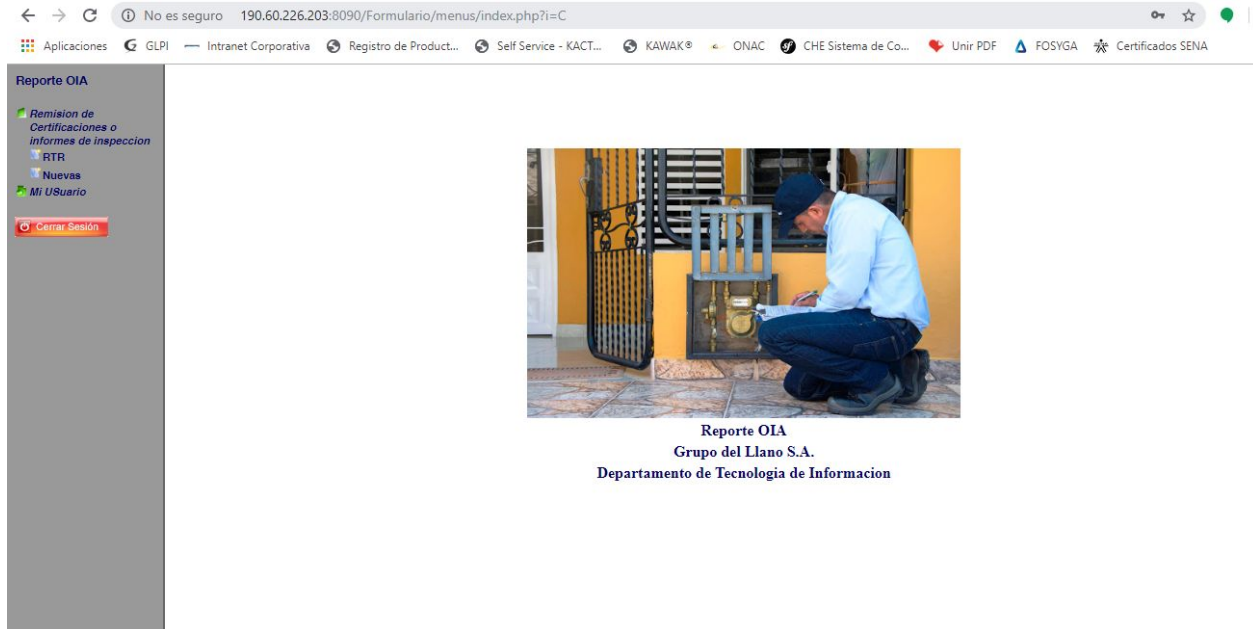 No es seguro 190.60.226.203:8090/Formulario/menus/index.php?i=C
Aplicaciones GLPI Intranet Corporativa Registro de Product... Self Service - KACT... KAWAK® ONAC CHE Sistema de Co... Unir PDF FOSYGA Certificados SENA
Reporte OIA
Remision de
Certificaciones o
informes de inspeccion
RTR
Nuevas
Mi USuario
Cerrar Sesión
Reporte OIA
Grupo del Llano S.A.
Departamento de Tecnologia de Informacion